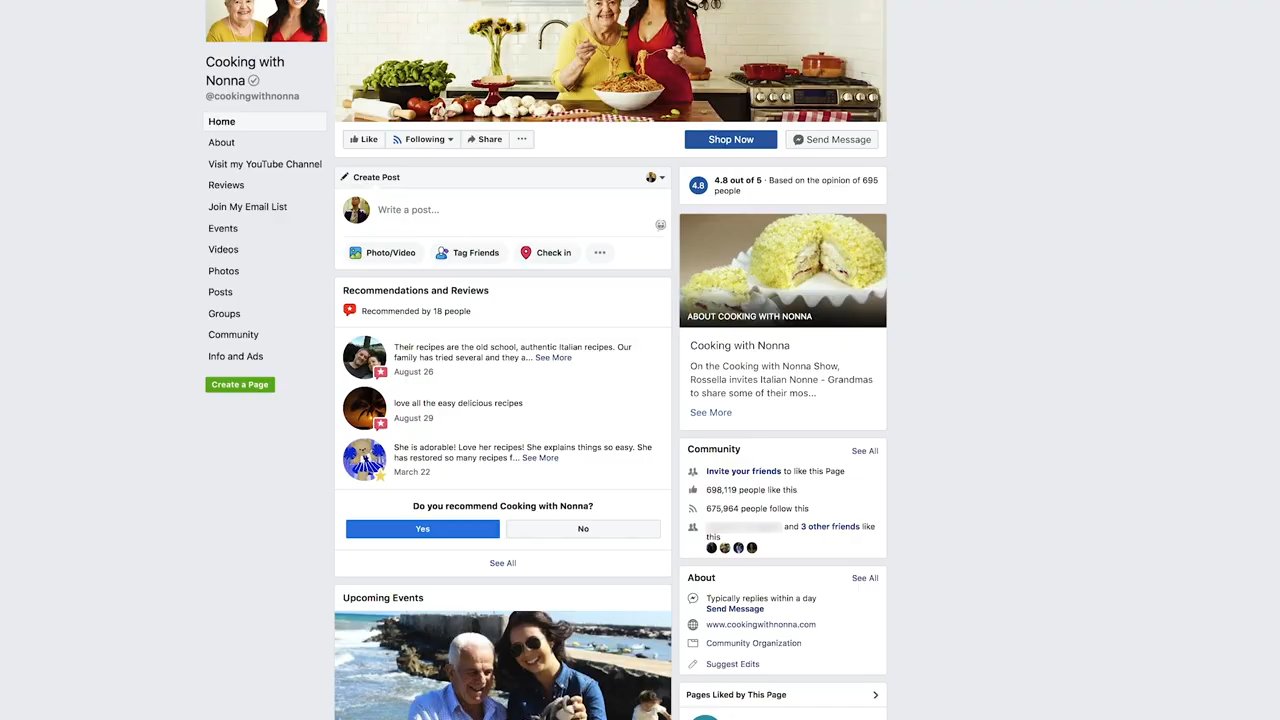 Cooking with
Nonna
@cookingwithnonna
Home
About
Visit my YouTube Channel
Reviews
Join My Email List
Events
Videos
Photos
Posts
Groups
Community
Info and Ads
Create a Page
Like
Following
Share
Shop Now
Send Message
Create Post
Write a post...
Photo/Video
Tag Friends
Check in
Recommendations and Reviews
Recommended by 18 people
Their recipes are the old school, authentic Italian recipes. Our
family has tried several and they a... See More
August 26
love all the easy delicious recipes
August 29
She is adorable! Love her recipes! She explains things so easy. She
has restored so many recipes f... See More
March 22
Do you recommend Cooking with Nonna?
Yes
No
See All
Upcoming Events
4.8
4.8 out of 5 · Based on the opinion of 695
people
ABOUT COOKING WITH NONNA
Cooking with Nonna
On the Cooking with Nonna Show,
Rossella invites Italian Nonne - Grandmas
to share some of their mos...
See More
Community
See All
Invite your friends to like this Page
698,119 people like this
675,964 people follow this
and 3 other friends like
this
About
See All
Typically replies within a day
Send Message
www.cookingwithnonna.com
Community Organization
Suggest Edits
Pages Liked by This Page